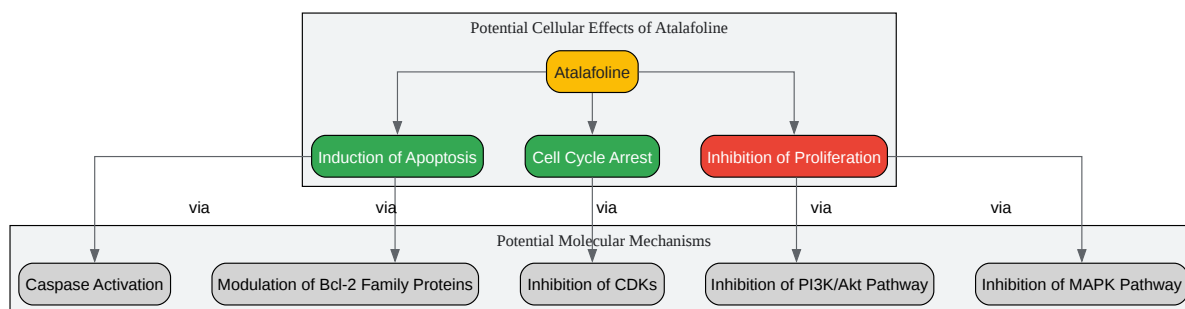 Potential Cellular Effects of Atalafoline
Atalafoline
Induction of Apoptosis
Cell Cycle Arrest
Inhibition of Proliferation
via
via
via
via
via
Potential Molecular Mechanisms
Caspase Activation
Modulation of Bcl-2 Family Proteins
Inhibition of CDKs
Inhibition of PI3K/Akt Pathway
Inhibition of MAPK Pathway